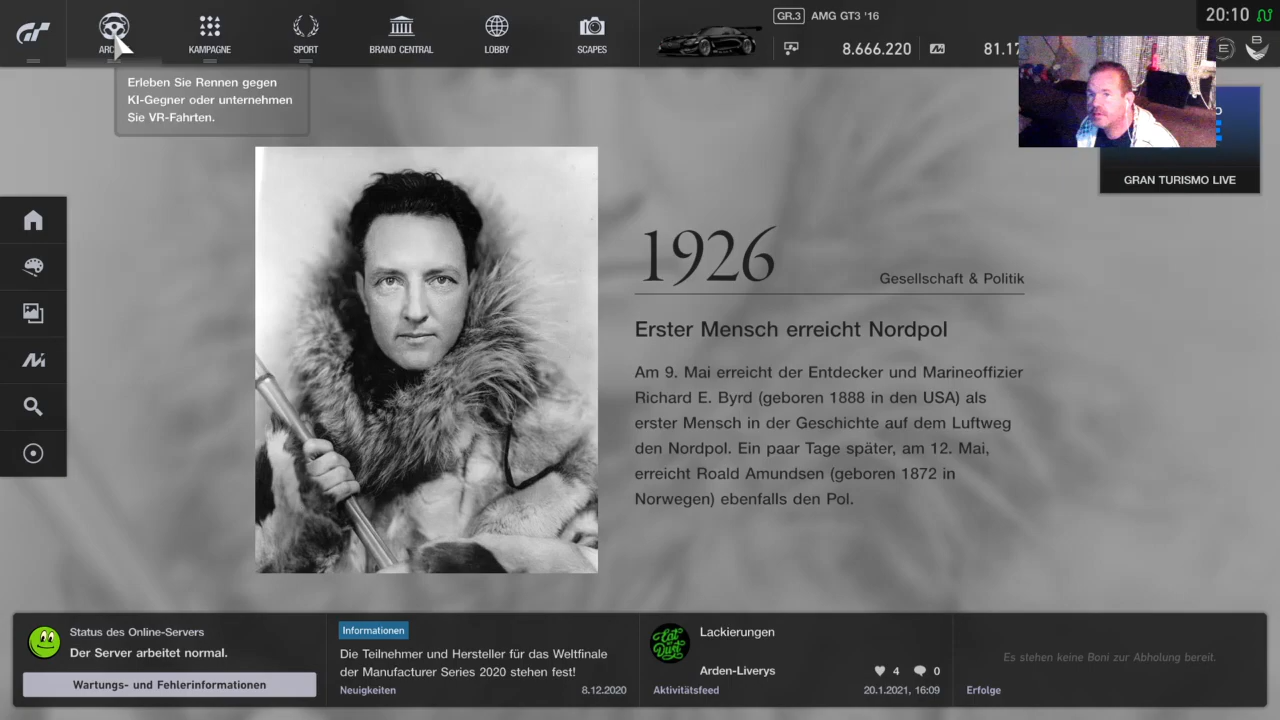 GR.3 AMG GT3 '16
20:10
ARC
KAMPAGNE
SPORT
BRAND CENTRAL
LOBBY
SCAPES
8.666.220
81.17
Erleben Sie Rennen gegen
KI-Gegner oder unternehmen
Sie VR-Fahrten.
GRAN TURISMO LIVE
1926
Gesellschaft & Politik
Erster Mensch erreicht Nordpol
Am 9. Mai erreicht der Entdecker und Marineoffizier
Richard E. Byrd (geboren 1888 in den USA) als
erster Mensch in der Geschichte auf dem Luftweg
den Nordpol. Ein paar Tage später, am 12. Mai,
erreicht Roald Amundsen (geboren 1872 in
Norwegen) ebenfalls den Pol.
Status des Online-Servers
Der Server arbeitet normal.
Wartungs- und Fehlerinformationen
Informationen
Die Teilnehmer und Hersteller für das Weltfinale
der Manufacturer Series 2020 stehen fest!
Neuigkeiten 8.12.2020
Eat My Dust
Lackierungen
Arden-Liverys 4 0
Aktivitätsfeed 20.1.2021, 16:09
Es stehen keine Boni zur Abholung bereit.
Erfolge